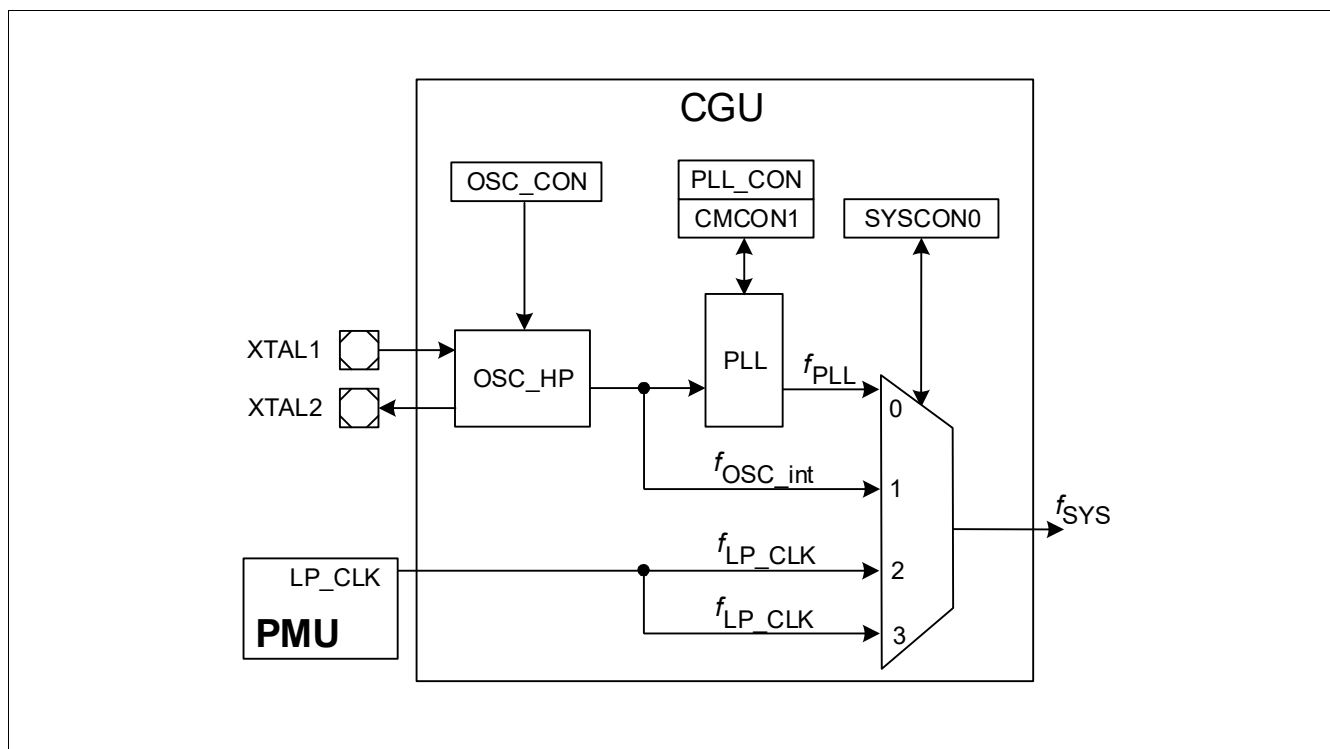 CGU
OSC_CON
PLL_CON
CMCON1
SYSCON0
XTAL1
XTAL2
OSC_HP
PLL
fPLL
0
fOSC_int
1
fSYS
fLP_CLK
2
fLP_CLK
3
LP_CLK
PMU